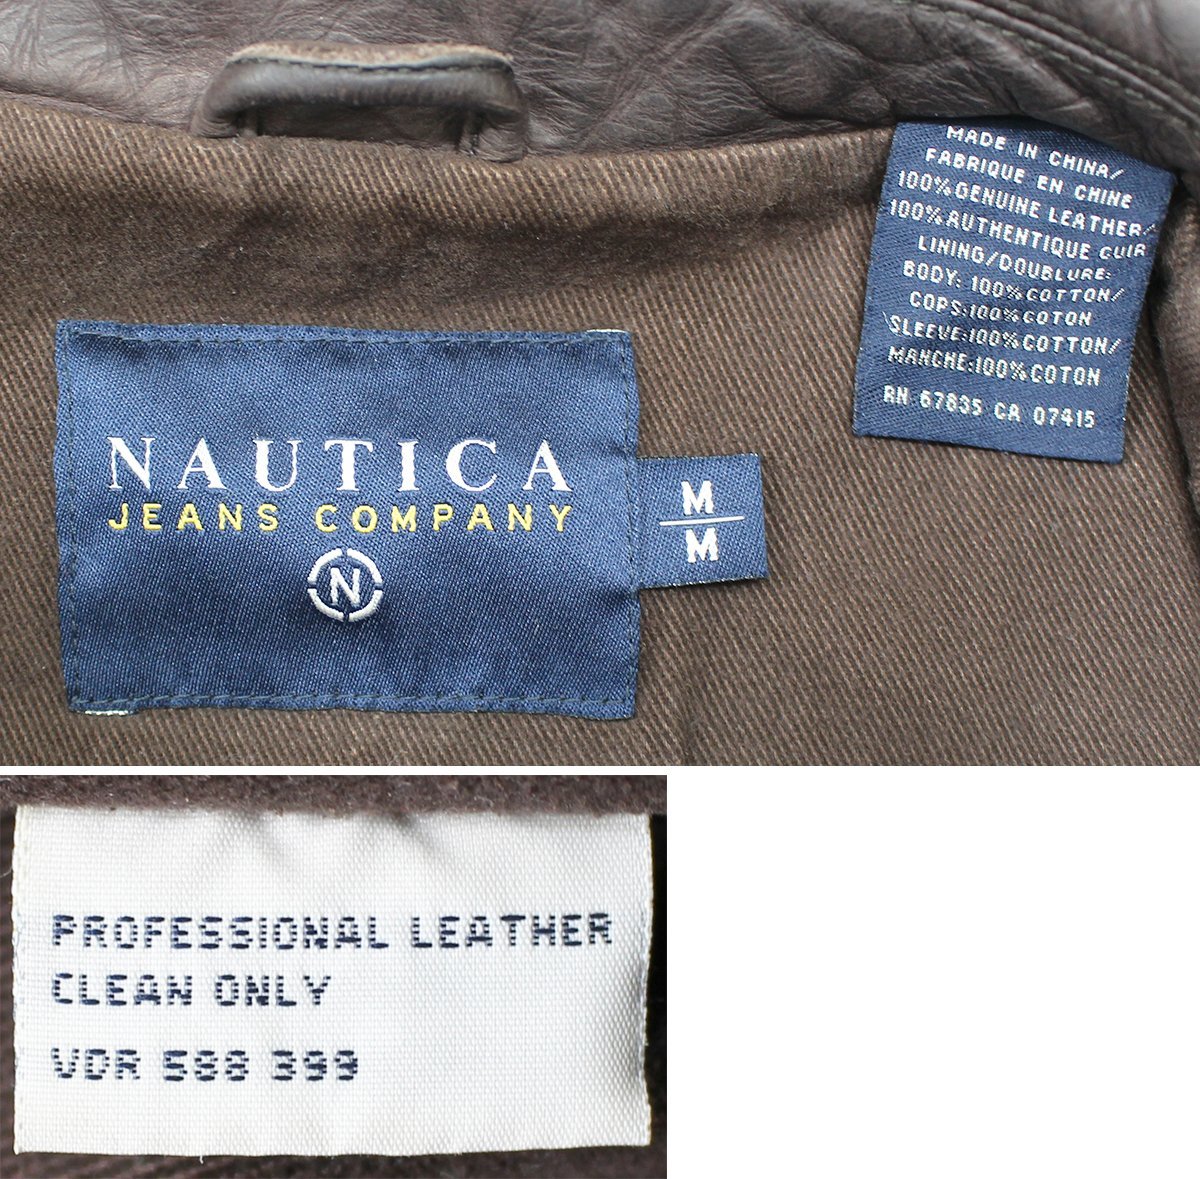 NAUTICA
JEANS COMPANY
N
M
M
MADE IN CHINA/
FABRIQUE EN CHINE
100%GENUINE LEATHER/
100%AUTHENTIQUE CUIR
LINING/DOUBLURE:
BODY: 100%COTTON/
COPS:100%COTON
SLEEVE:100%COTTON/
MANCHE:100%COTON
RN 67835 CA 07415
PROFESSIONAL LEATHER
CLEAN ONLY
VDR 588 399